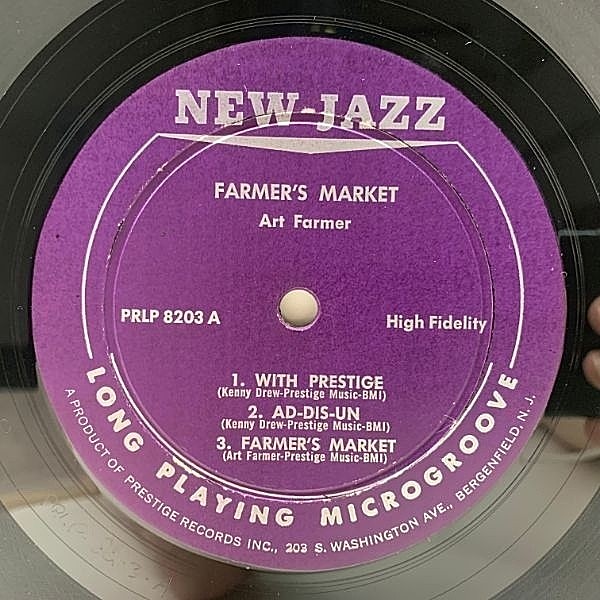 NEW-JAZZ
FARMER'S MARKET
Art Farmer
PRLP 8203 A
High Fidelity
1. WITH PRESTIGE
(Kenny Drew-Prestige Music-BMI)
2. AD-DIS-UN
(Kenny Drew-Prestige Music-BMI)
3. FARMER'S MARKET
(Art Farmer-Prestige Music-BMI)
LONG PLAYING MICROGROOVE
A PRODUCT OF PRESTIGE RECORDS INC., 203 S. WASHINGTON AVE., BERGENFIELD, N. J.